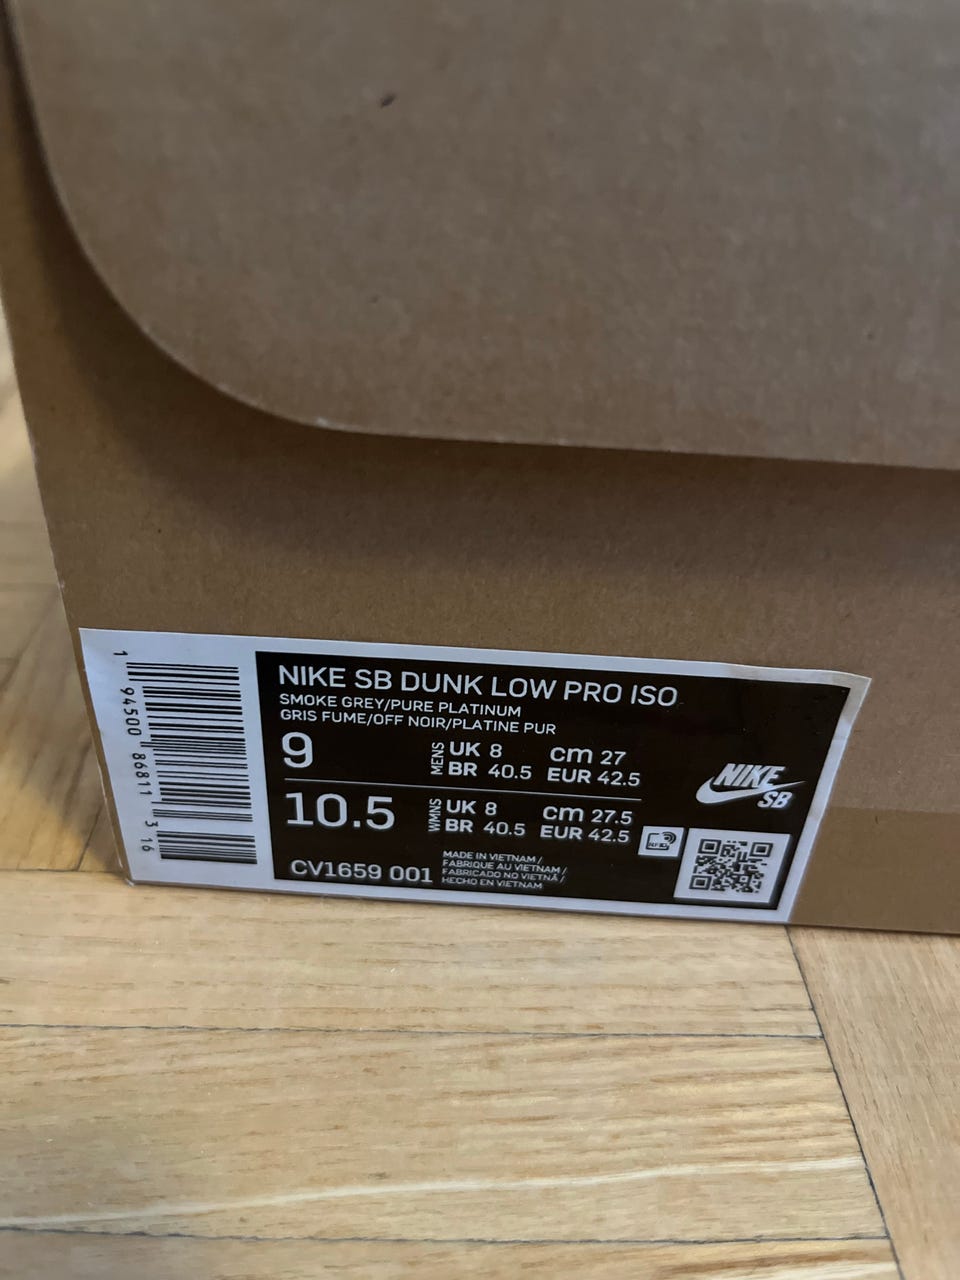 NIKE SB DUNK LOW PRO ISO
SMOKE GREY/PURE PLATINUM
GRIS FUME/OFF NOIR/PLATINE PUR
9
MENS
UK 8 cm 27
BR 40.5 EUR 42.5
10.5
WMNS
UK 8 cm 27.5
BR 40.5 EUR 42.5
CV1659 001
MADE IN VIETNAM /
FABRIQUE AU VIETNAM /
FABRICADO NO VIETNÃ /
HECHO EN VIETNAM
NIKE
SB
RFID
1 94500 86811 3 16